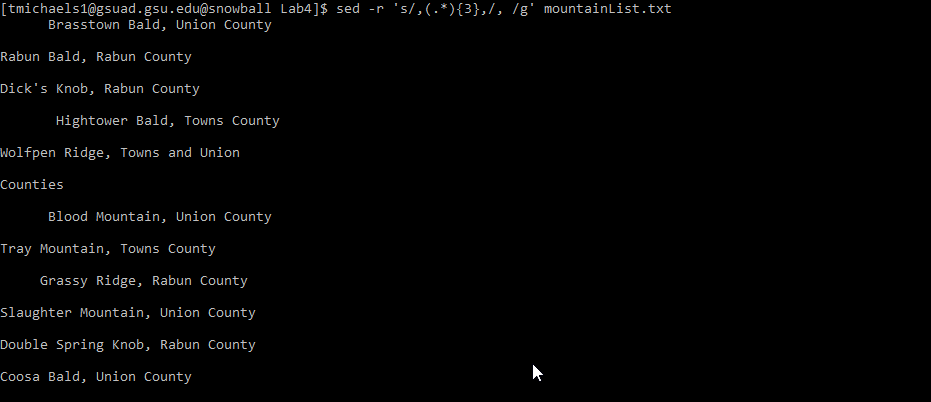 [tmichaels1@gsuad.gsu.edu@snowball Lab4]$ sed -r 's/,(.*){3},/, /g' mountainList.txt
Brasstown Bald, Union County
Rabun Bald, Rabun County
Dick's Knob, Rabun County
Hightower Bald, Towns County
Wolfpen Ridge, Towns and Union
Counties
Blood Mountain, Union County
Tray Mountain, Towns County
Grassy Ridge, Rabun County
Slaughter Mountain, Union County
Double Spring Knob, Rabun County
Coosa Bald, Union County